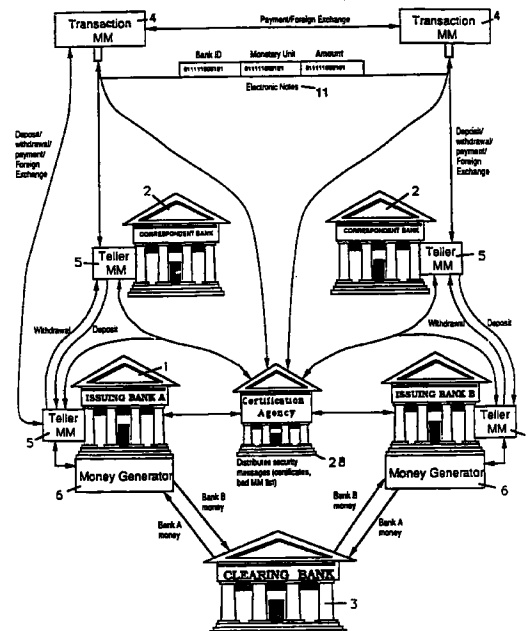 Transaction MM
4
Payment/Foreign Exchange
Transaction MM
4
Bank ID
Monetary Unit
Amount
011111000101
011111000101
011111000101
Electronic Notes
11
Deposit/
withdrawal/
payment/
Foreign
Exchange
Deposit/
withdrawal/
payment/
Foreign
Exchange
2
CORRESPONDENT BANK
2
CORRESPONDENT BANK
Teller
MM
5
Teller
MM
5
Withdrawal
Deposit
Withdrawal
Deposit
1
ISSUING BANK A
Certification
Agency
ISSUING BANK B
Teller
MM
5
Teller
MM
28
Distributes security
messages (certificates,
bad MM list)
Money Generator
6
Money Generator
6
Bank B
money
Bank A
money
Bank B
money
Bank A
money
CLEARING BANK
3